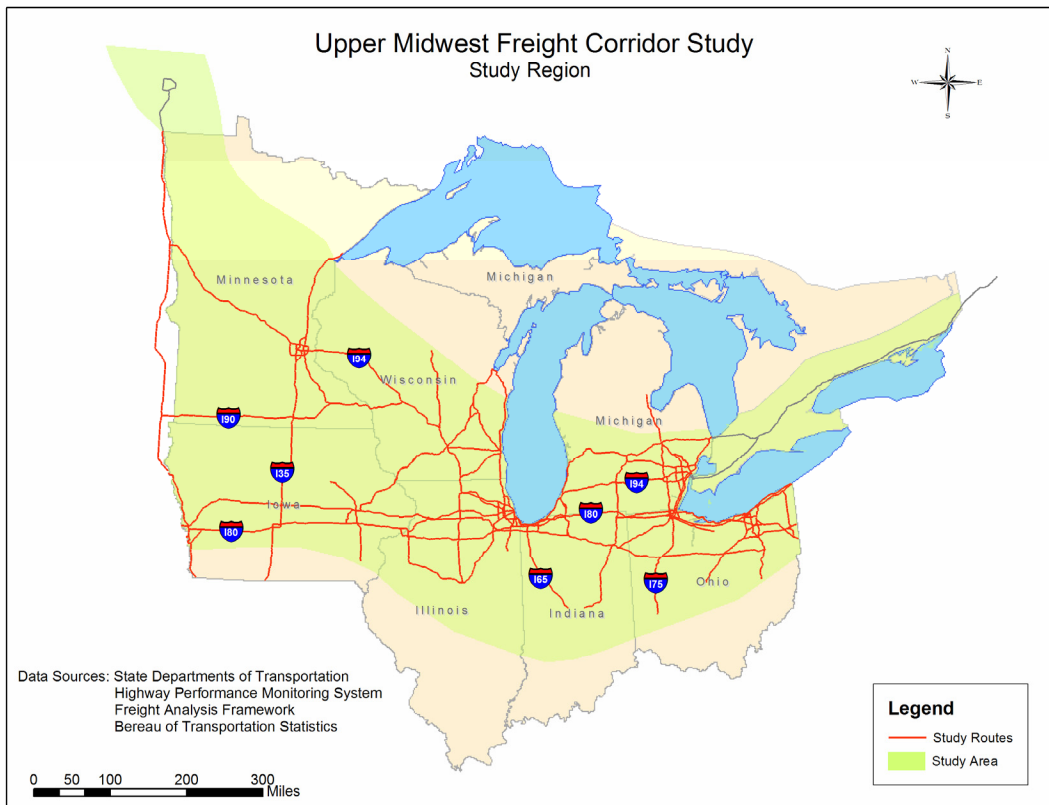 Upper Midwest Freight Corridor Study
Study Region
N
W E
S
Minnesota
Michigan
I94
Wisconsin
I90
Michigan
I35
I94
Iowa
I80
I80
I65
I75
Ohio
Illinois
Indiana
Data Sources: State Departments of Transportation
Highway Performance Monitoring System
Freight Analysis Framework
Bereau of Transportation Statistics
Legend
Study Routes
Study Area
0 50 100 200 300
Miles